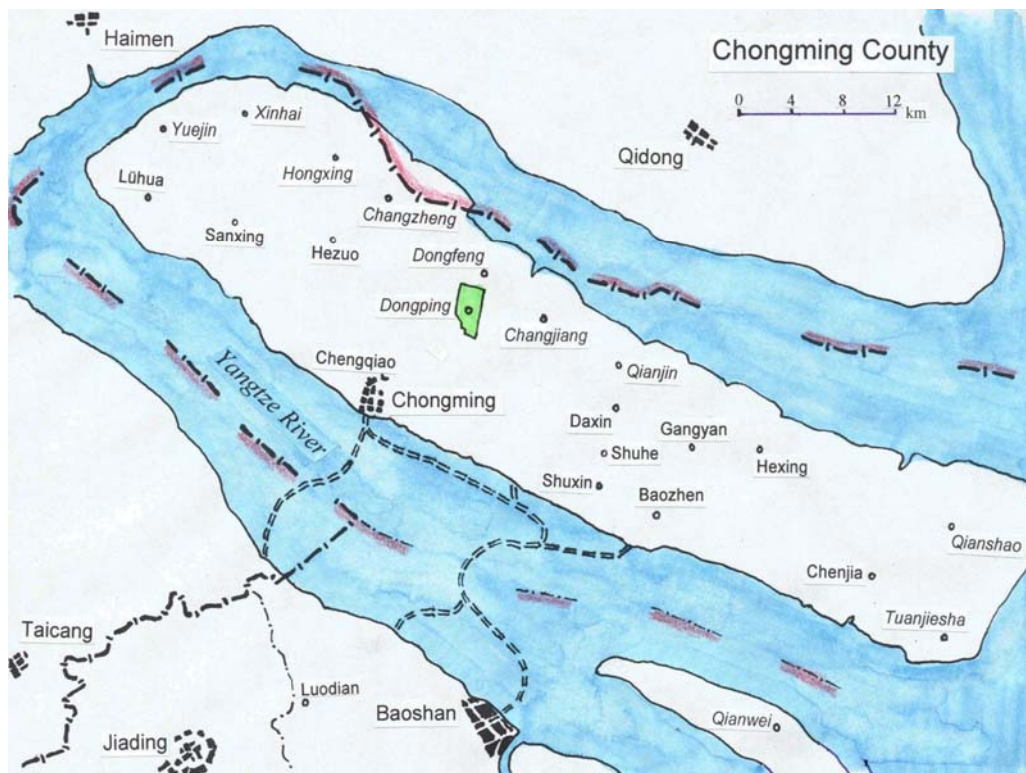 Haimen
Chongming County
0 4 8 12 km
Xinhai
Yuejin
Qidong
Hongxing
Lühua
Changzheng
Sanxing
Hezuo
Dongfeng
Dongping
Changjiang
Yangtze River
Chengqiao
Qianjin
Chongming
Daxin
Gangyan
Shuhe
Hexing
Shuxin
Baozhen
Qianshao
Chenjia
Taicang
Tuanjiesha
Luodian
Baoshan
Qianwei
Jiading